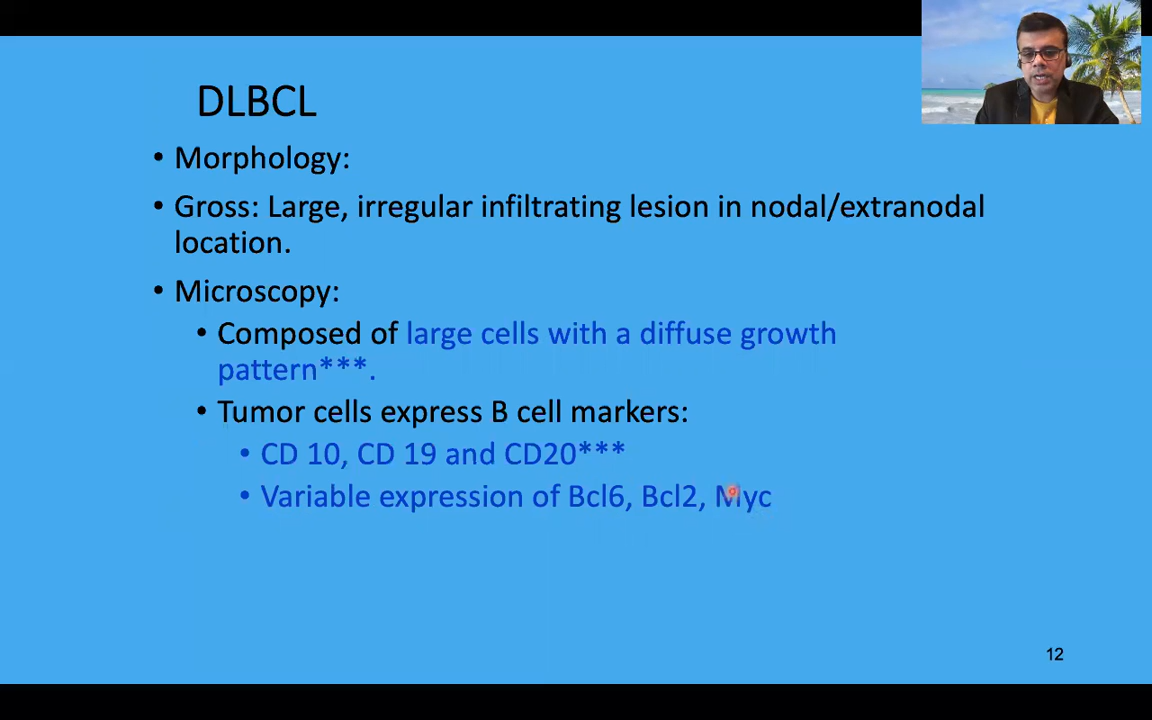 DLBCL
• Morphology:
• Gross: Large, irregular infiltrating lesion in nodal/extranodal
location.
• Microscopy:
• Composed of large cells with a diffuse growth
pattern***.
• Tumor cells express B cell markers:
• CD 10, CD 19 and CD20***
• Variable expression of Bcl6, Bcl2, Myc
12